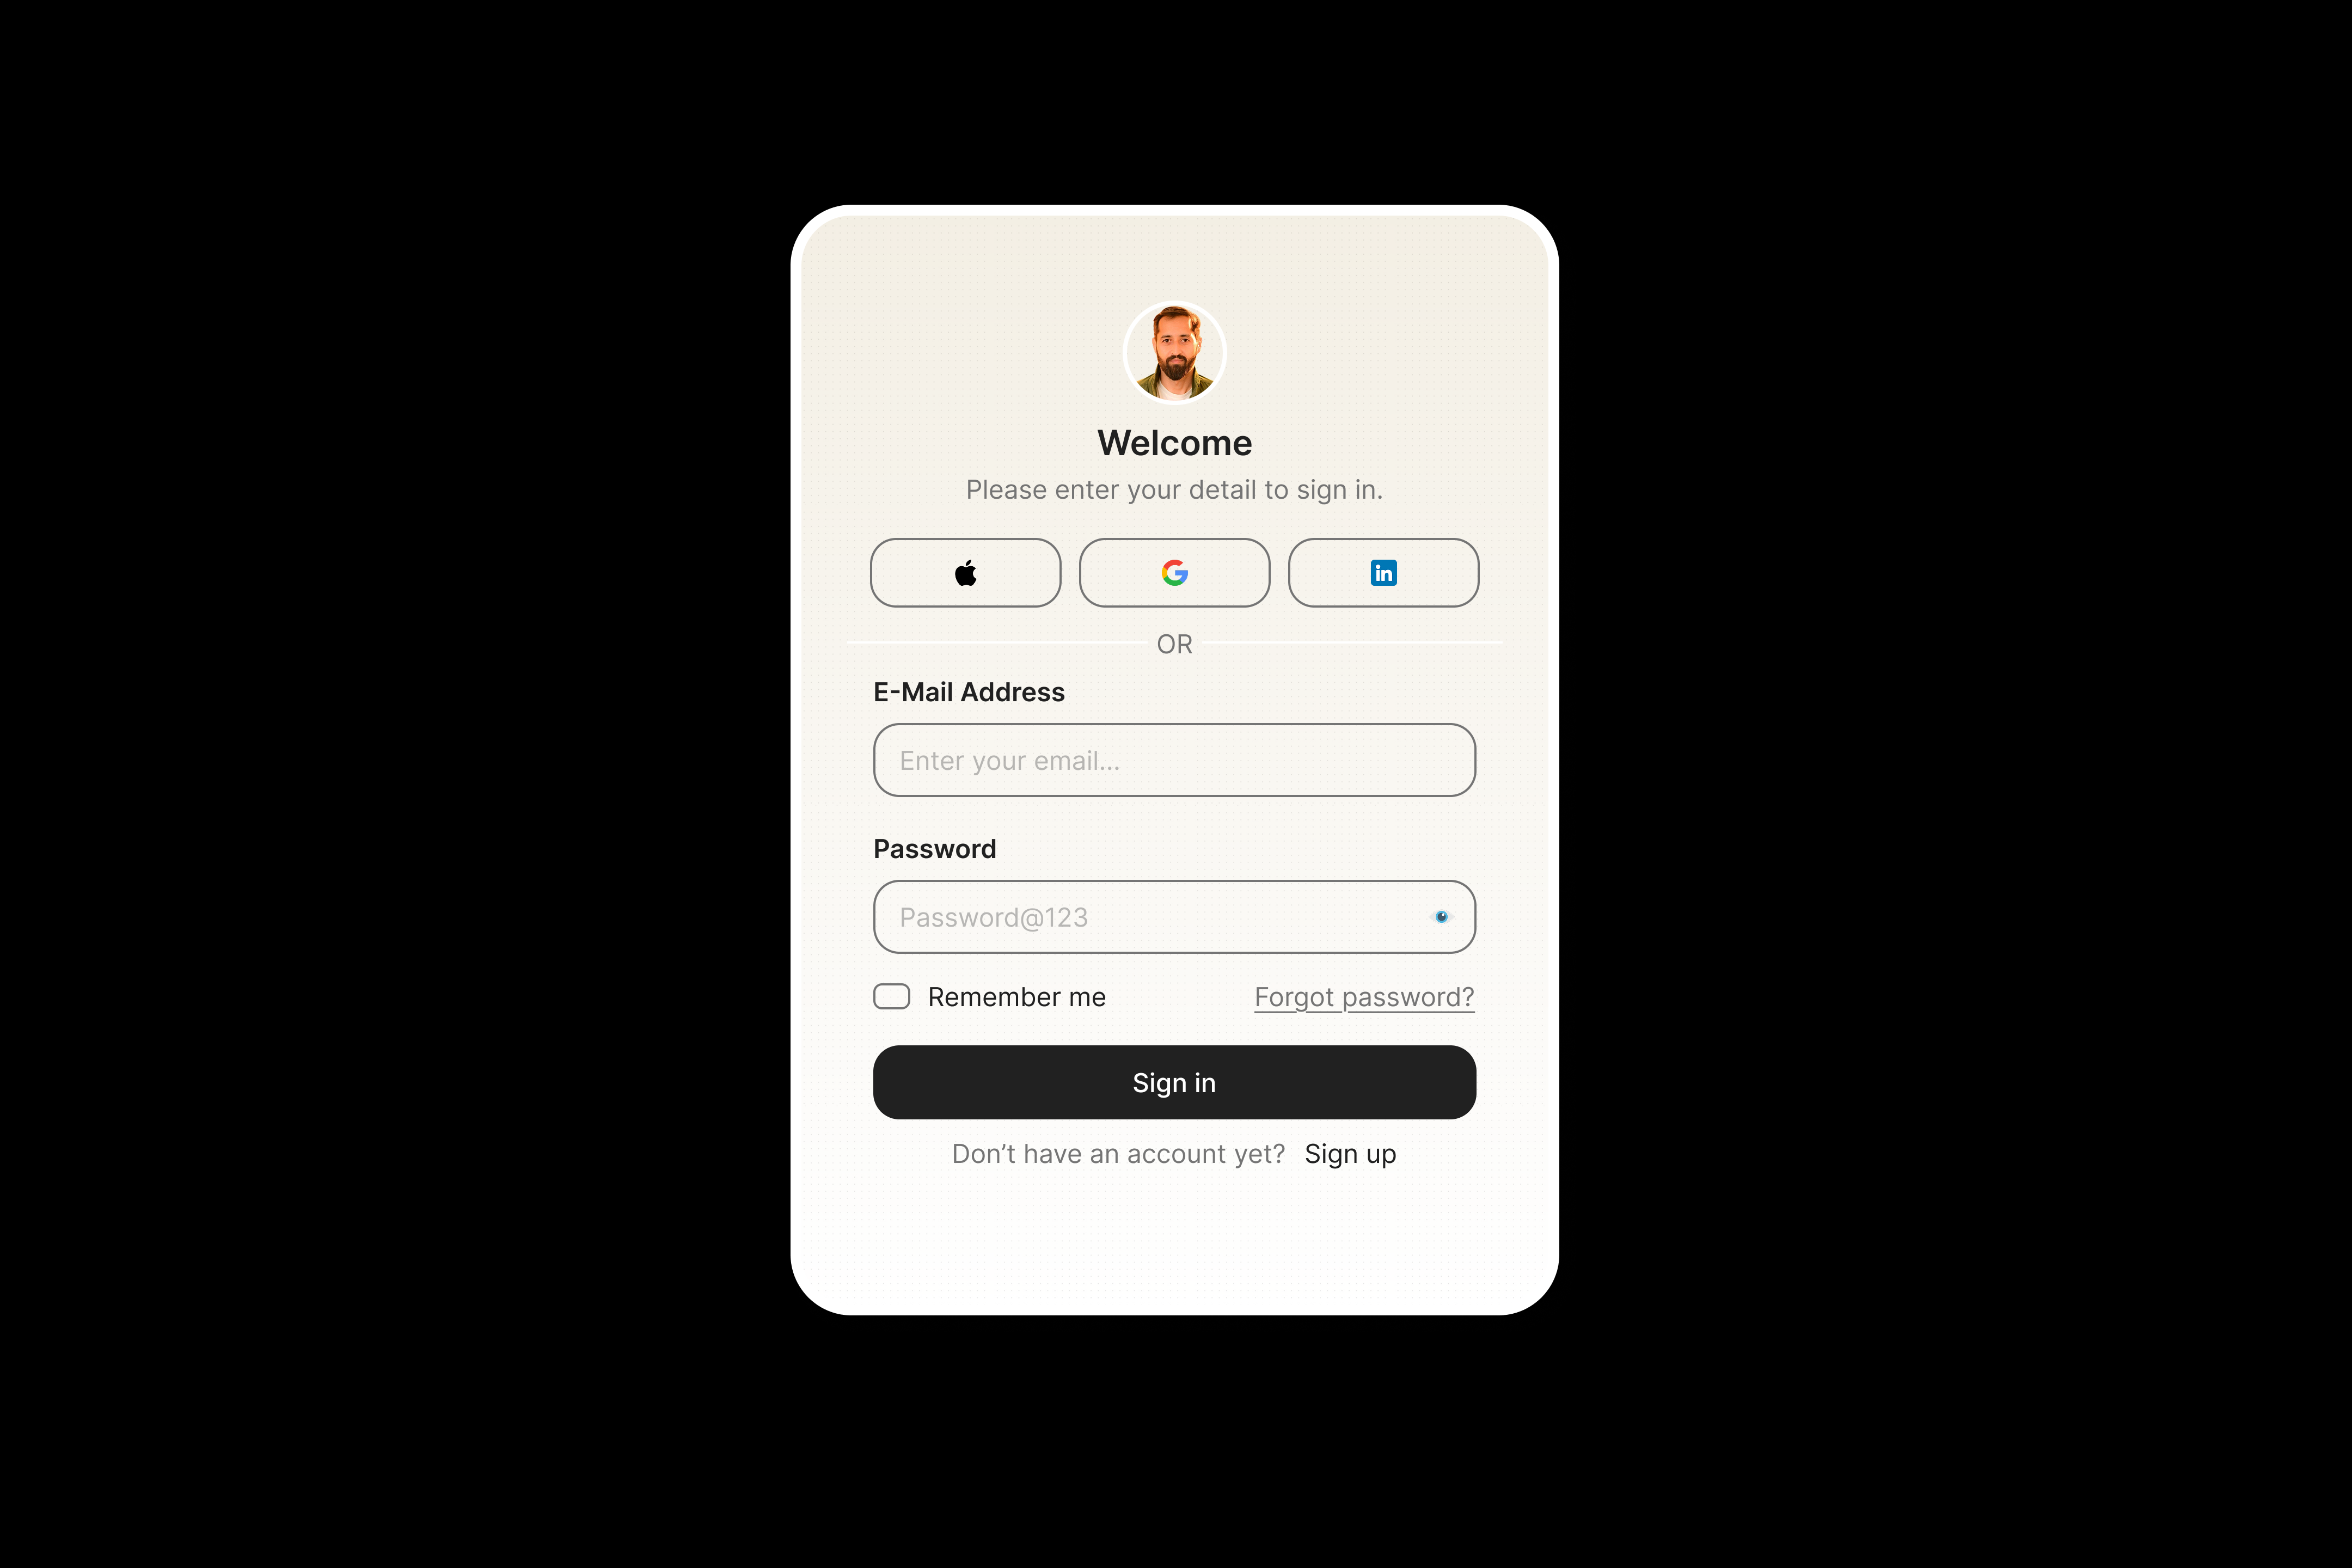 Welcome
Please enter your detail to sign in.
in
OR
E-Mail Address
Enter your email...
Password
Password@123
Remember me Forgot password?
Sign in
Don’t have an account yet? Sign up